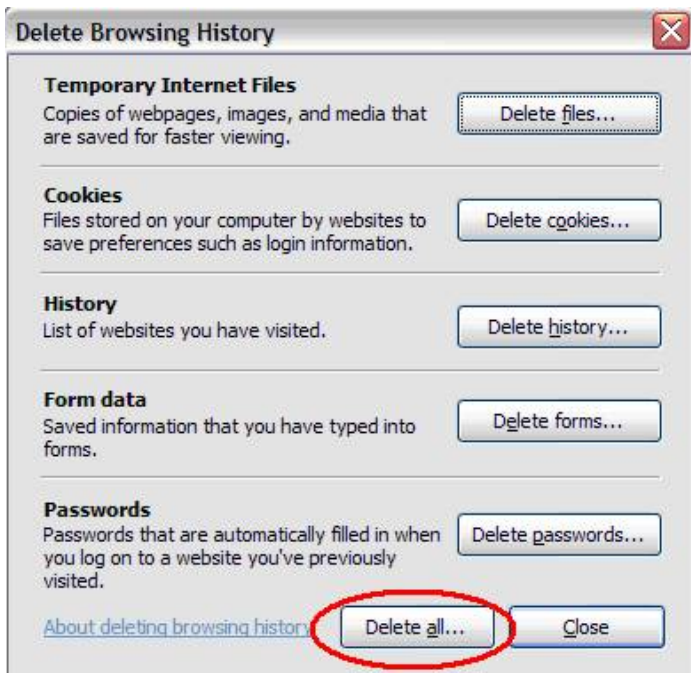 Delete Browsing History
Temporary Internet Files
Copies of webpages, images, and media that
are saved for faster viewing.
Delete files...
Cookies
Files stored on your computer by websites to
save preferences such as login information.
Delete cookies...
History
List of websites you have visited.
Delete history...
Form data
Saved information that you have typed into
forms.
Delete forms...
Passwords
Passwords that are automatically filled in when
you log on to a website you've previously
visited.
Delete passwords...
About deleting browsing history
Delete all...
Close